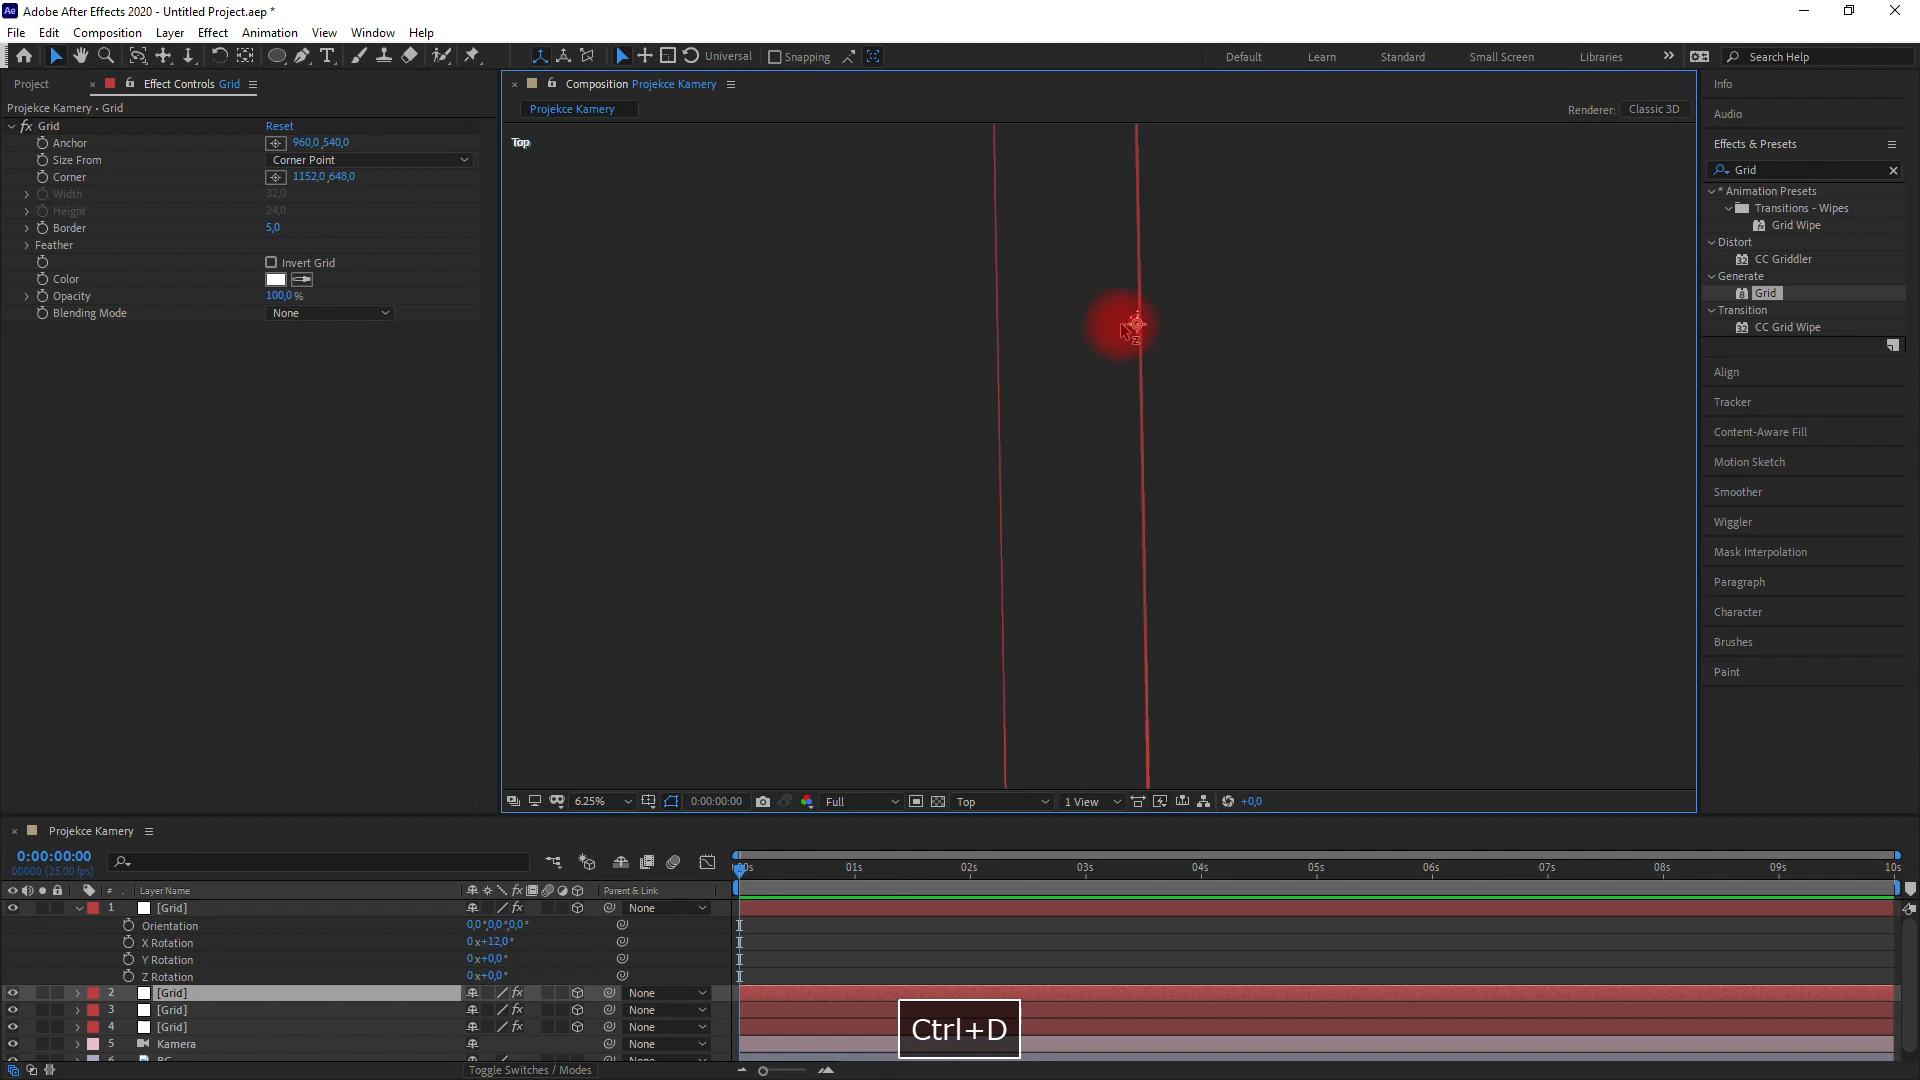 Adobe After Effects 2020 - Untitled Project.aep *
File Edit Composition Layer Effect Animation View Window Help
Universal Snapping Default Learn Standard Small Screen Libraries Search Help
Project Effect Controls Grid
Projekce Kamery • Grid
fx Grid Reset
Anchor 960,0,540,0
Size From Corner Point
Corner 1152,0,648,0
Width 32,0
Height 24,0
Border 5,0
Feather
Invert Grid
Color
Opacity 100,0 %
Blending Mode None
Composition Projekce Kamery
Projekce Kamery
Renderer: Classic 3D
Top
6.25% 0:00:00:00 Full Top 1 View +0,0
Info
Audio
Effects & Presets
Grid
* Animation Presets
Transitions - Wipes
Grid Wipe
Distort
CC Griddler
Generate
Grid
Transition
CC Grid Wipe
Align
Tracker
Content-Aware Fill
Motion Sketch
Smoother
Wiggler
Mask Interpolation
Paragraph
Character
Brushes
Paint
Projekce Kamery
0:00:00:00
00000 (25.00 fps)
00s 01s 02s 03s 04s 05s 06s 07s 08s 09s 10s
# Layer Name Parent & Link
1 [Grid] None
Orientation 0,0°,0,0°,0,0°
X Rotation 0x+12,0°
Y Rotation 0x+0,0°
Z Rotation 0x+0,0°
2 [Grid] None
3 [Grid] None
4 [Grid] None
5 Kamera None
Ctrl+D
Toggle Switches / Modes